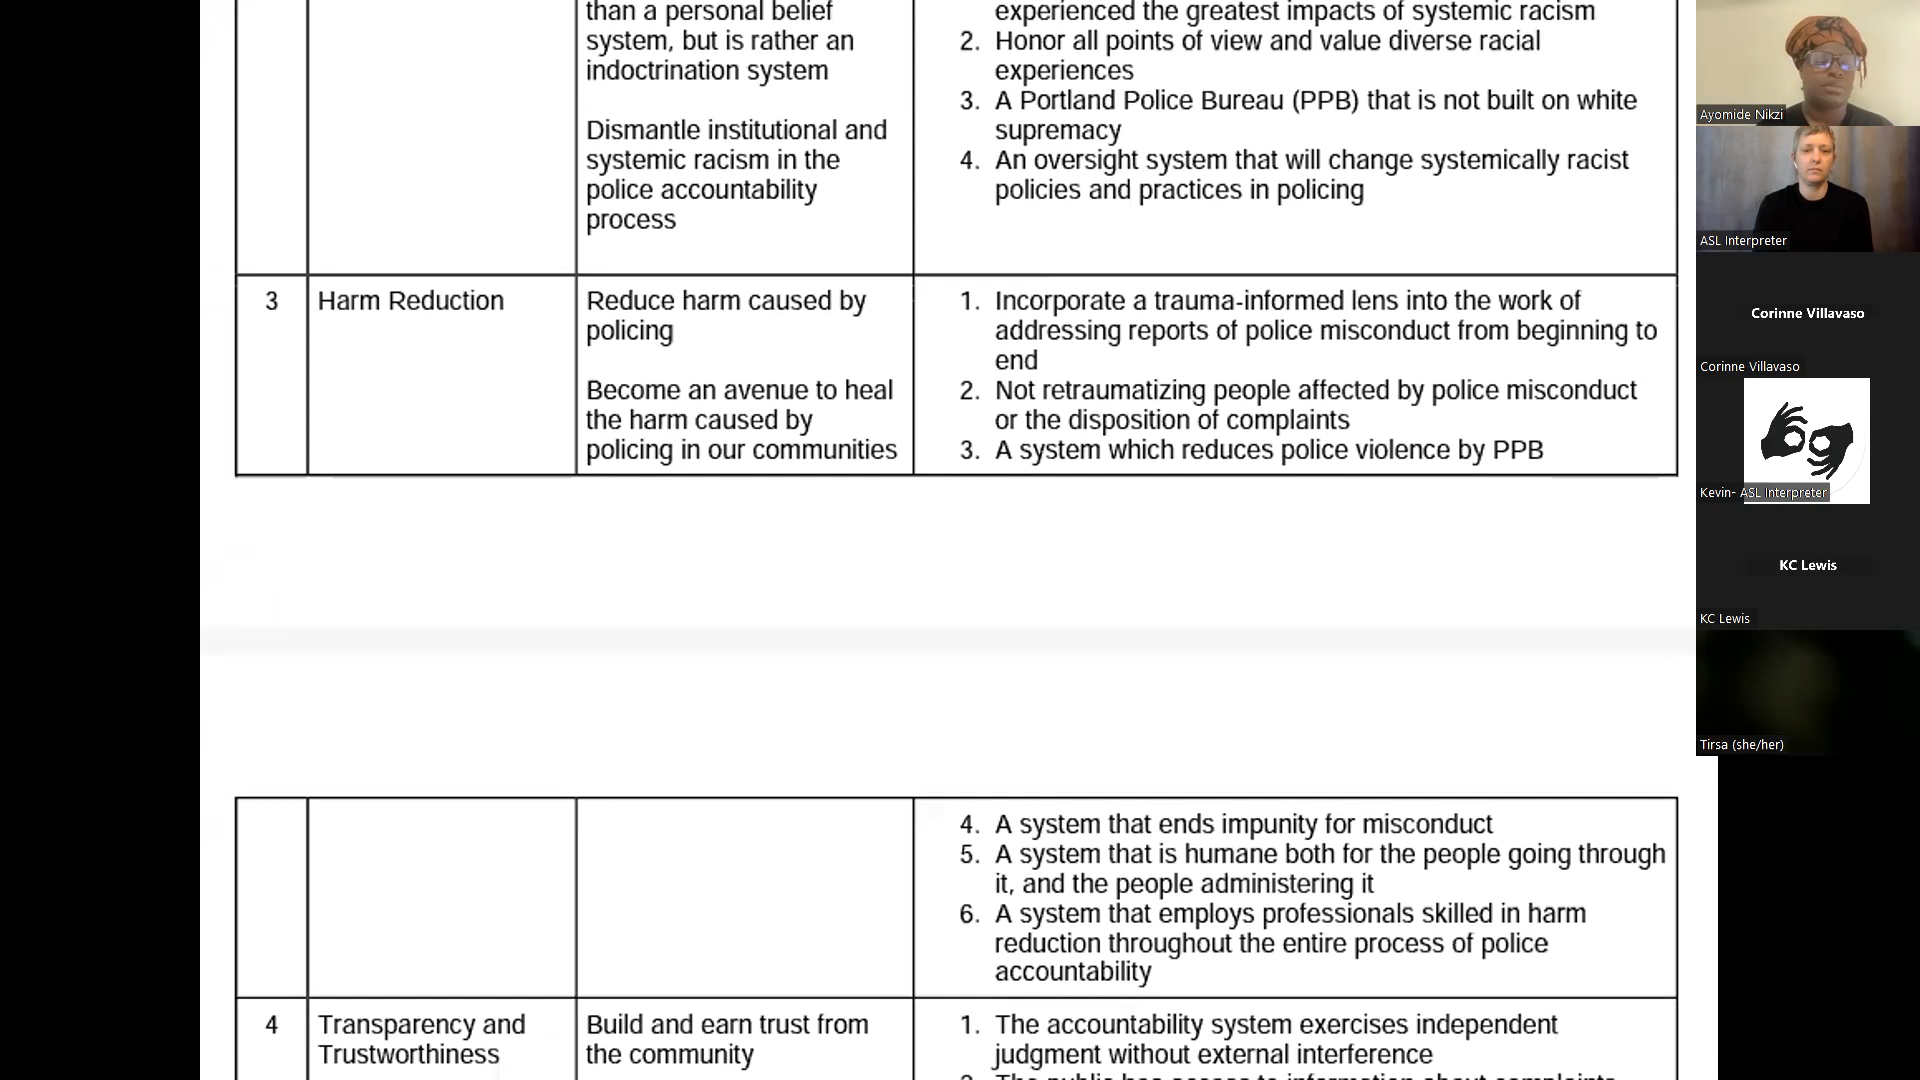 than a personal belief
system, but is rather an
indoctrination system
Dismantle institutional and
systemic racism in the
police accountability
process
experienced the greatest impacts of systemic racism
2. Honor all points of view and value diverse racial
experiences
3. A Portland Police Bureau (PPB) that is not built on white
supremacy
4. An oversight system that will change systemically racist
policies and practices in policing
3
Harm Reduction
Reduce harm caused by
policing
Become an avenue to heal
the harm caused by
policing in our communities
1. Incorporate a trauma-informed lens into the work of
addressing reports of police misconduct from beginning to
end
2. Not retraumatizing people affected by police misconduct
or the disposition of complaints
3. A system which reduces police violence by PPB
4. A system that ends impunity for misconduct
5. A system that is humane both for the people going through
it, and the people administering it
6. A system that employs professionals skilled in harm
reduction throughout the entire process of police
accountability
4
Transparency and
Trustworthiness
Build and earn trust from
the community
1. The accountability system exercises independent
judgment without external interference
2. The public has access to information about complaints
Ayomide Nikzi
ASL Interpreter
Corinne Villavaso
Corinne Villavaso
Kevin- ASL Interpreter
KC Lewis
KC Lewis
Tirsa (she/her)